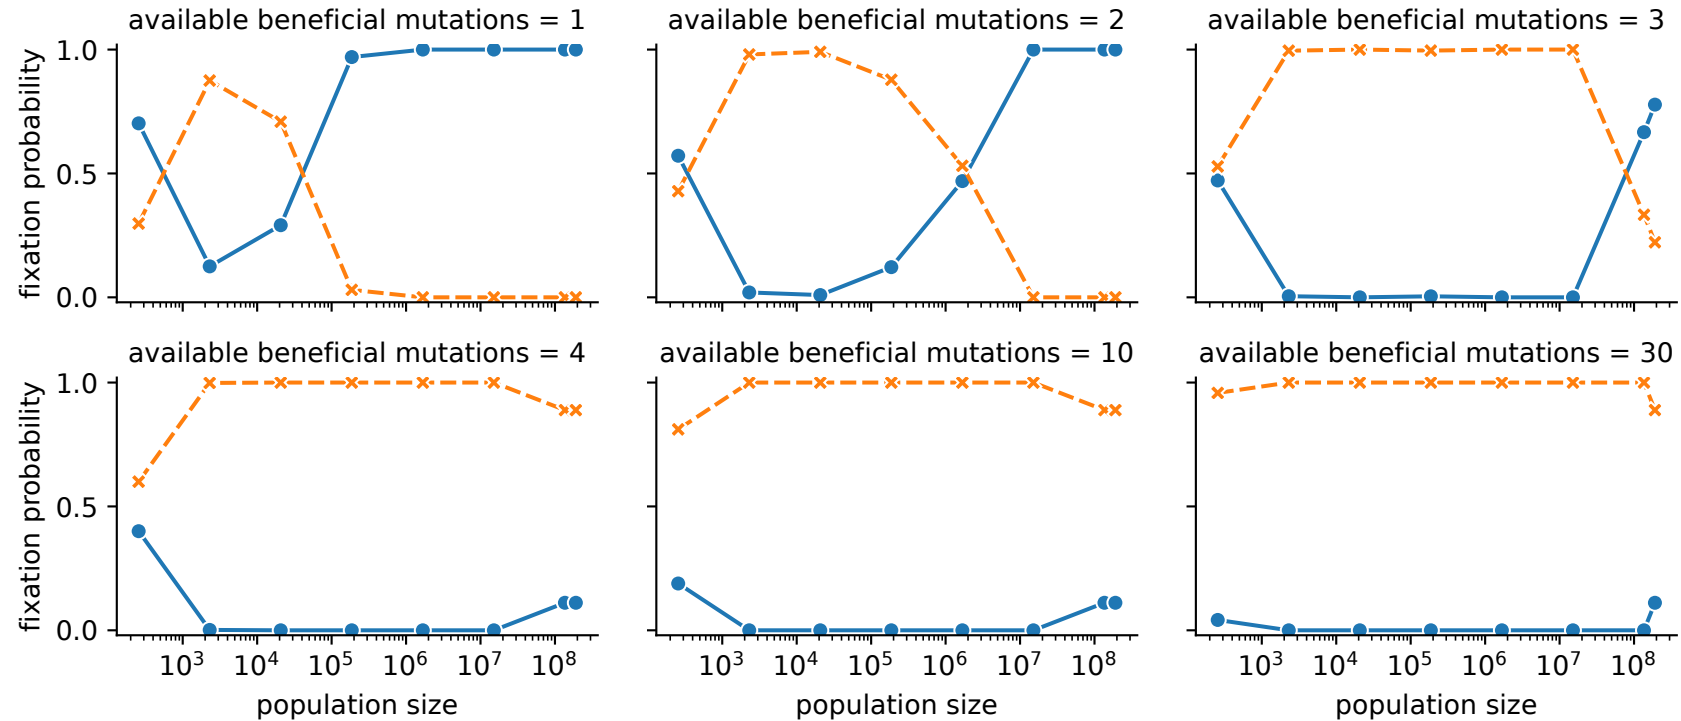 available beneficial mutations = 1
available beneficial mutations = 2
available beneficial mutations = 3
fixation probability
1.0
0.5
0.0
available beneficial mutations = 4
available beneficial mutations = 10
available beneficial mutations = 30
fixation probability
1.0
0.5
0.0
10³ 10⁴ 10⁵ 10⁶ 10⁷ 10⁸
10³ 10⁴ 10⁵ 10⁶ 10⁷ 10⁸
10³ 10⁴ 10⁵ 10⁶ 10⁷ 10⁸
population size
population size
population size